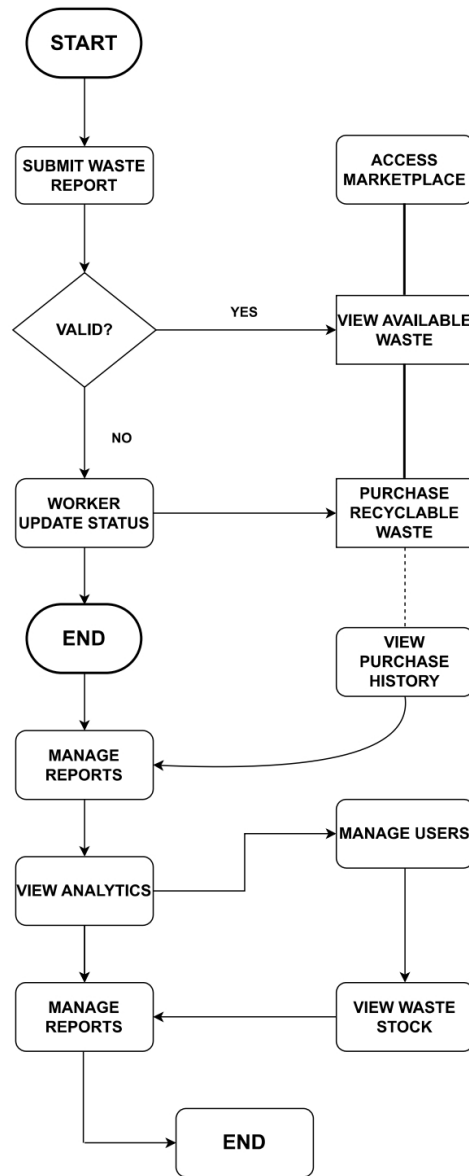 START
SUBMIT WASTE
REPORT
ACCESS
MARKETPLACE
VALID?
YES
VIEW AVAILABLE
WASTE
NO
WORKER
UPDATE STATUS
PURCHASE
RECYCLABLE
WASTE
END
VIEW
PURCHASE
HISTORY
MANAGE
REPORTS
MANAGE USERS
VIEW ANALYTICS
MANAGE
REPORTS
VIEW WASTE
STOCK
END